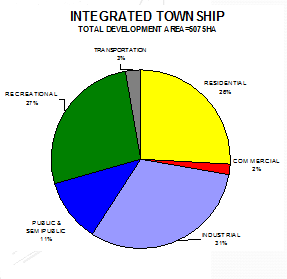 INTEGRATED TOWNSHIP
TOTAL DEVELOPMENT AREA=5075HA
TRANSPORTATION
3%
RESIDENTIAL
26%
RECREATIONAL
27%
COMMERCIAL
2%
PUBLIC &
SEMI PUBLIC
11%
INDUSTRIAL
31%